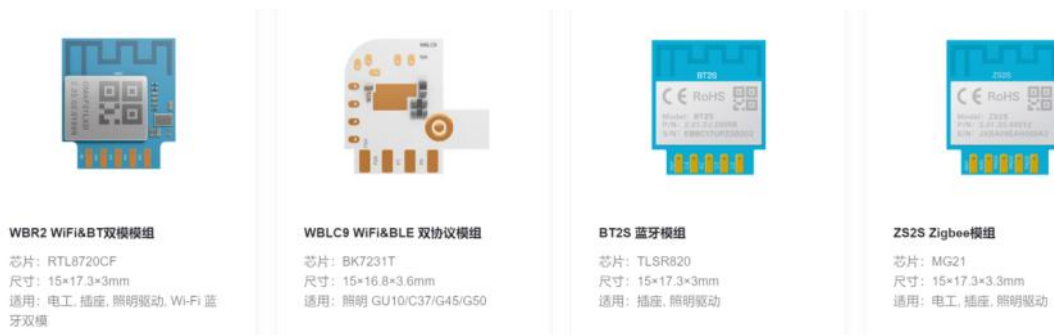 WBLC9
BT2S
RoHS
Model: BT2S
ZS2S
RoHS
Model: ZS2S
WBR2 WiFi&BT双模模组
芯片：RTL8720CF
尺寸：15×17.3×3mm
适用：电工, 插座, 照明驱动, Wi-Fi 蓝
牙双模
WBLC9 WiFi&BLE 双协议模组
芯片：BK7231T
尺寸：15×16.8×3.6mm
适用：照明 GU10/C37/G45/G50
BT2S 蓝牙模组
芯片：TLSR820
尺寸：15×17.3×3mm
适用：插座, 照明驱动
ZS2S Zigbee模组
芯片：MG21
尺寸：15×17.3×3.3mm
适用：电工, 插座, 照明驱动